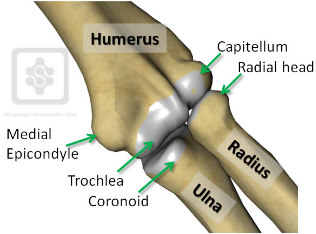 Humerus
Capitellum
Radial head
Medial
Epicondyle
Trochlea
Coronoid
Radius
Ulna